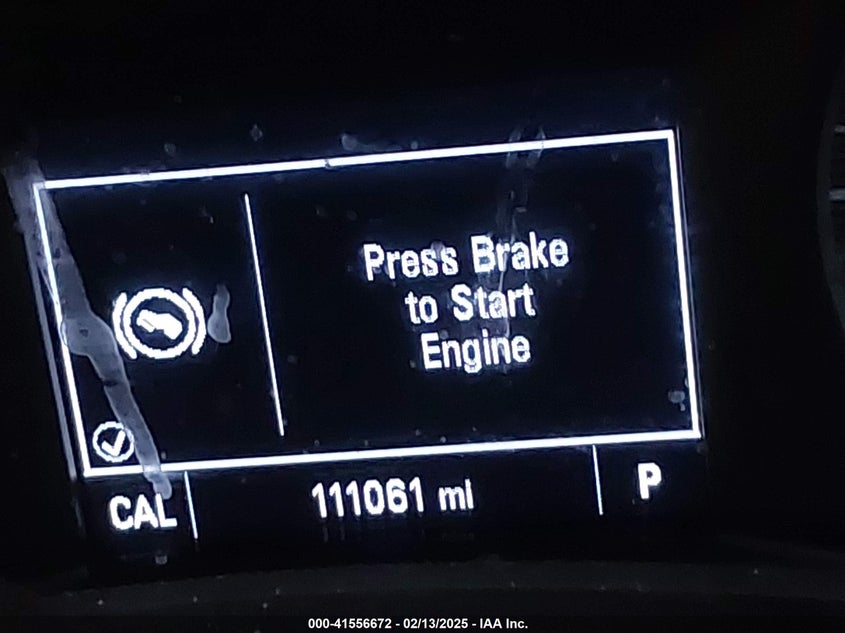 Press Brake
to Start
Engine
CAL 111061 mi P
000-41556672 - 02/13/2025 - IAA Inc.